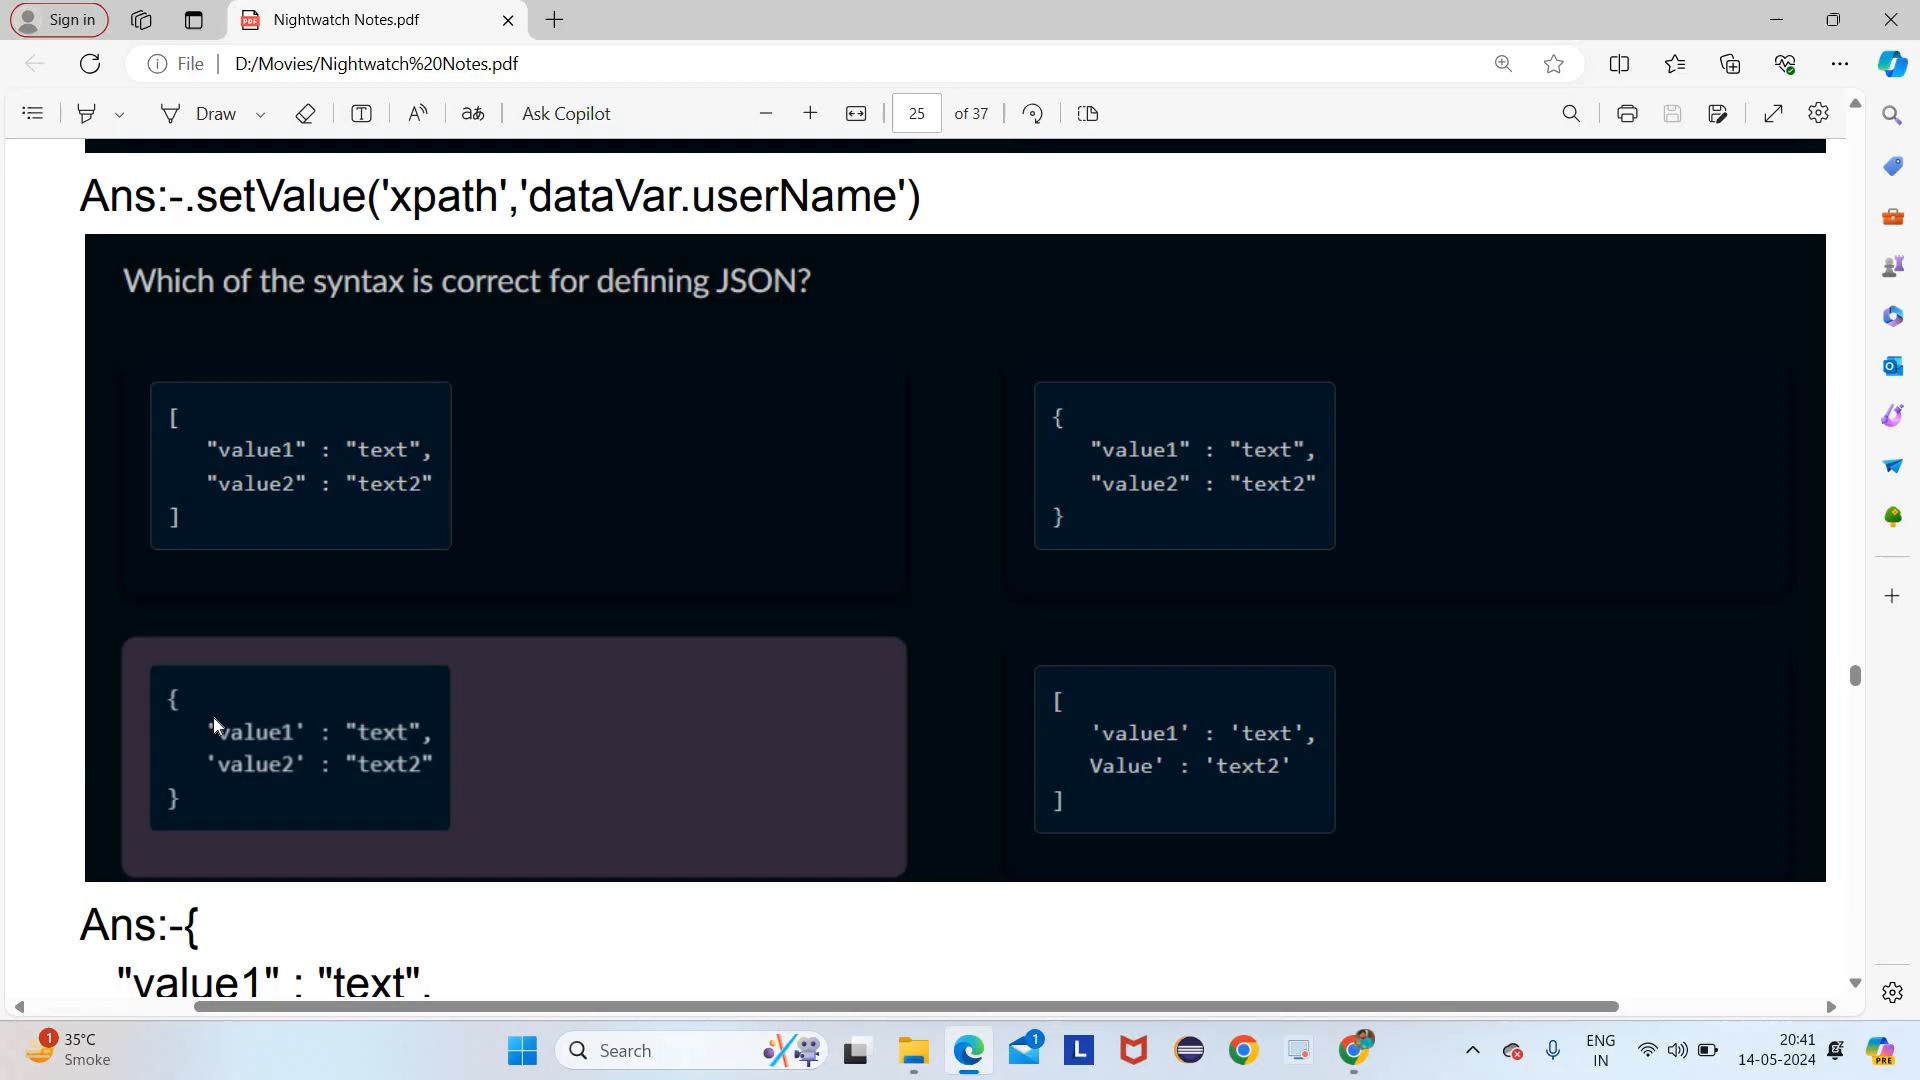 Sign in
Nightwatch Notes.pdf
File
D:/Movies/Nightwatch%20Notes.pdf
Draw
Ask Copilot
25
of 37
Ans:-.setValue('xpath','dataVar.userName')
Which of the syntax is correct for defining JSON?
[
"value1" : "text",
"value2" : "text2"
]
{
"value1" : "text",
"value2" : "text2"
}
{
'value1' : "text",
'value2' : "text2"
}
[
'value1' : 'text',
Value' : 'text2'
]
Ans:-{
"value1" : "text",
1
35°C
Smoke
Search
1
L
ENG
IN
20:41
14-05-2024
PRE